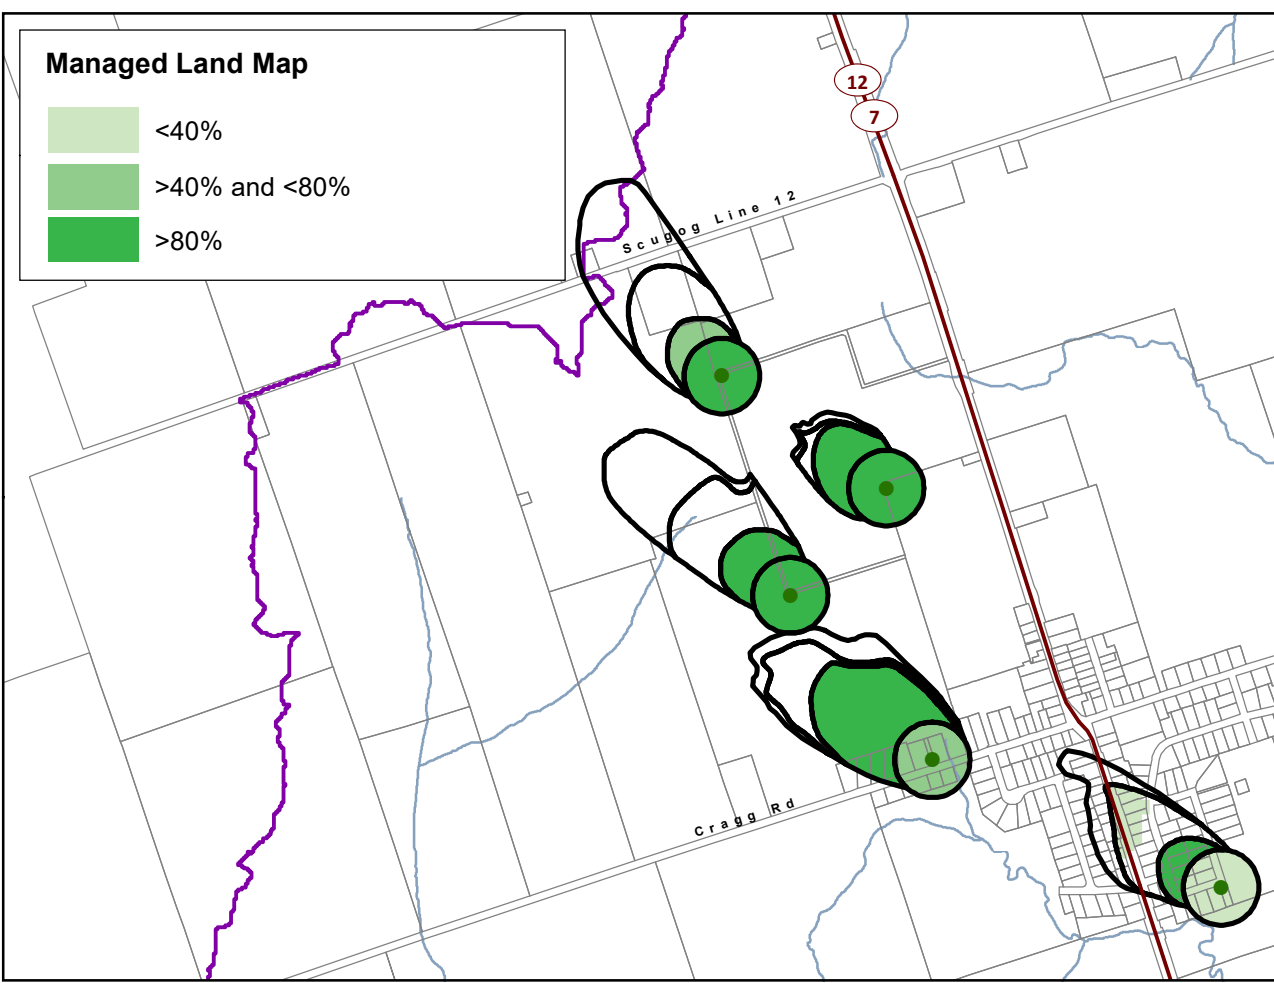 Managed Land Map
<40%
>40% and <80%
>80%
12
7
Scugog Line 12
Cragg Rd